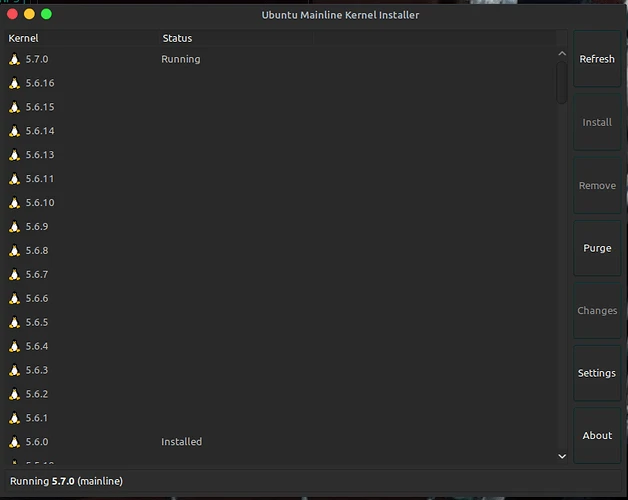 Ubuntu Mainline Kernel Installer
Kernel Status
5.7.0 Running
5.6.16
5.6.15
5.6.14
5.6.13
5.6.11
5.6.10
5.6.9
5.6.8
5.6.7
5.6.6
5.6.5
5.6.4
5.6.3
5.6.2
5.6.1
5.6.0 Installed
Refresh
Install
Remove
Purge
Changes
Settings
About
Running 5.7.0 (mainline)